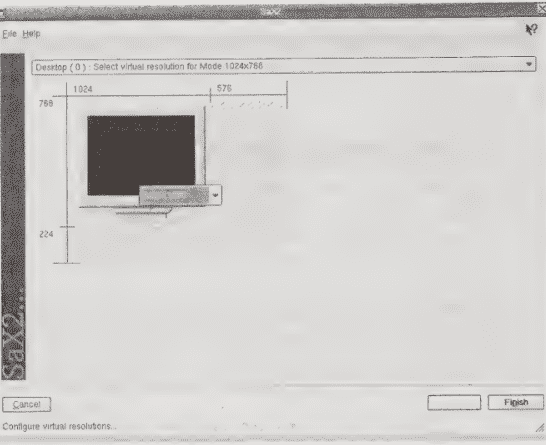 SaX2
File Help
Desktop ( 0 ) : Select virtual resolution for Mode 1024x786
1024 576
768
224
SaX2
Cancel Finish
Configure virtual resolutions...